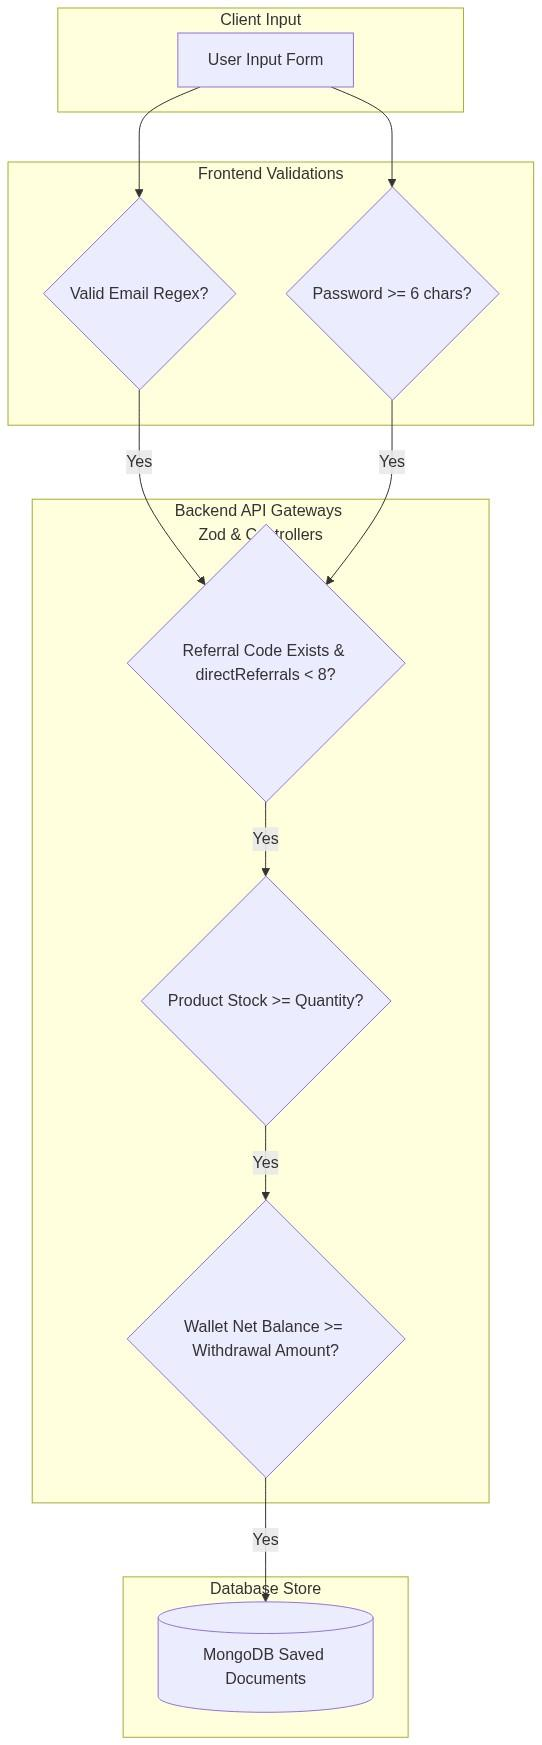 Client Input
User Input Form
Frontend Validations
Valid Email Regex?
Password >= 6 chars?
Yes
Yes
Backend API Gateways
Zod & C trollers
Referral Code Exists &
directReferrals < 8?
Yes
Product Stock >= Quantity?
Yes
Wallet Net Balance >=
Withdrawal Amount?
Yes
Database Store
MongoDB Saved
Documents